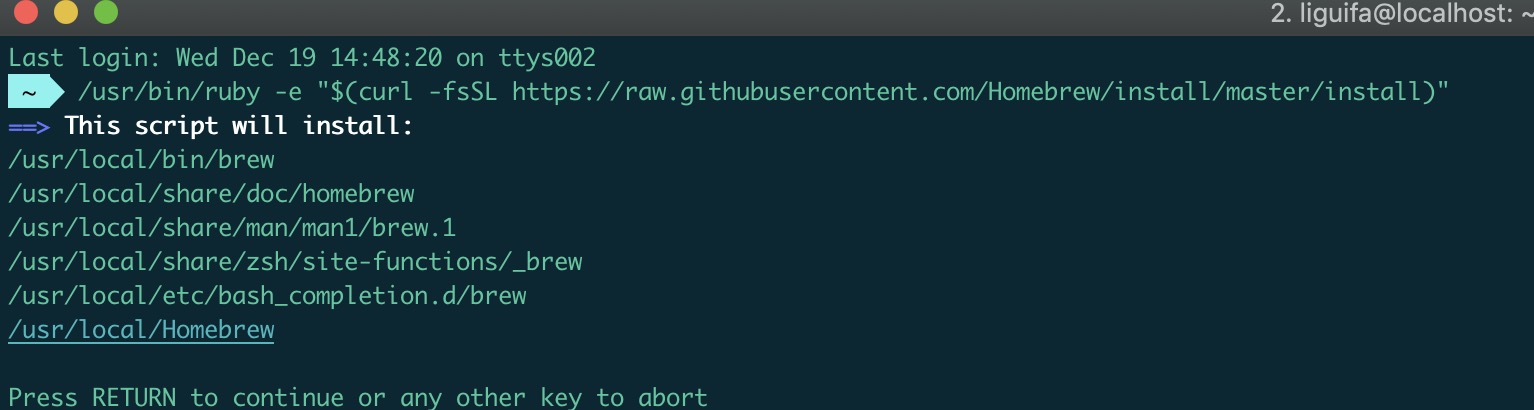 2. liguifa@localhost: ~
Last login: Wed Dec 19 14:48:20 on ttys002
~ /usr/bin/ruby -e "$(curl -fsSL https://raw.githubusercontent.com/Homebrew/install/master/install)"
==> This script will install:
/usr/local/bin/brew
/usr/local/share/doc/homebrew
/usr/local/share/man/man1/brew.1
/usr/local/share/zsh/site-functions/_brew
/usr/local/etc/bash_completion.d/brew
/usr/local/Homebrew
Press RETURN to continue or any other key to abort